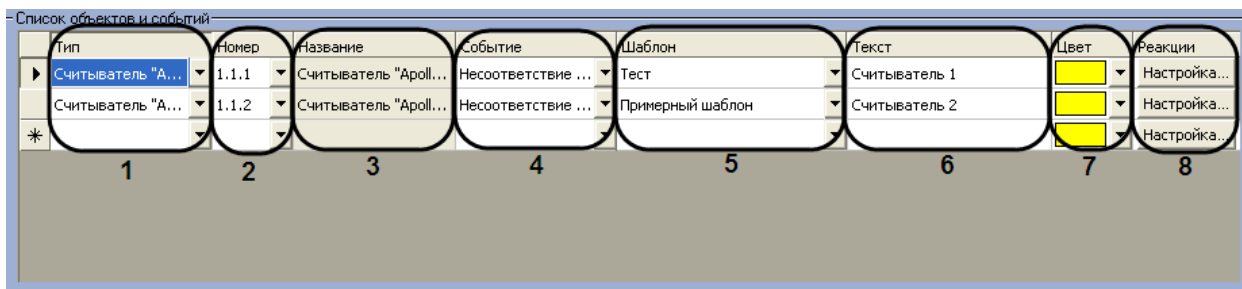 Список объектов и событий
Тип Номер Название Событие Шаблон Текст Цвет Реакции
Считыватель "А... 1.1.1 Считыватель "Apoll... Несоответствие ... Тест Считыватель 1 Настройка...
Считыватель "А... 1.1.2 Считыватель "Apoll... Несоответствие ... Примерный шаблон Считыватель 2 Настройка...
Настройка...
1 2 3 4 5 6 7 8